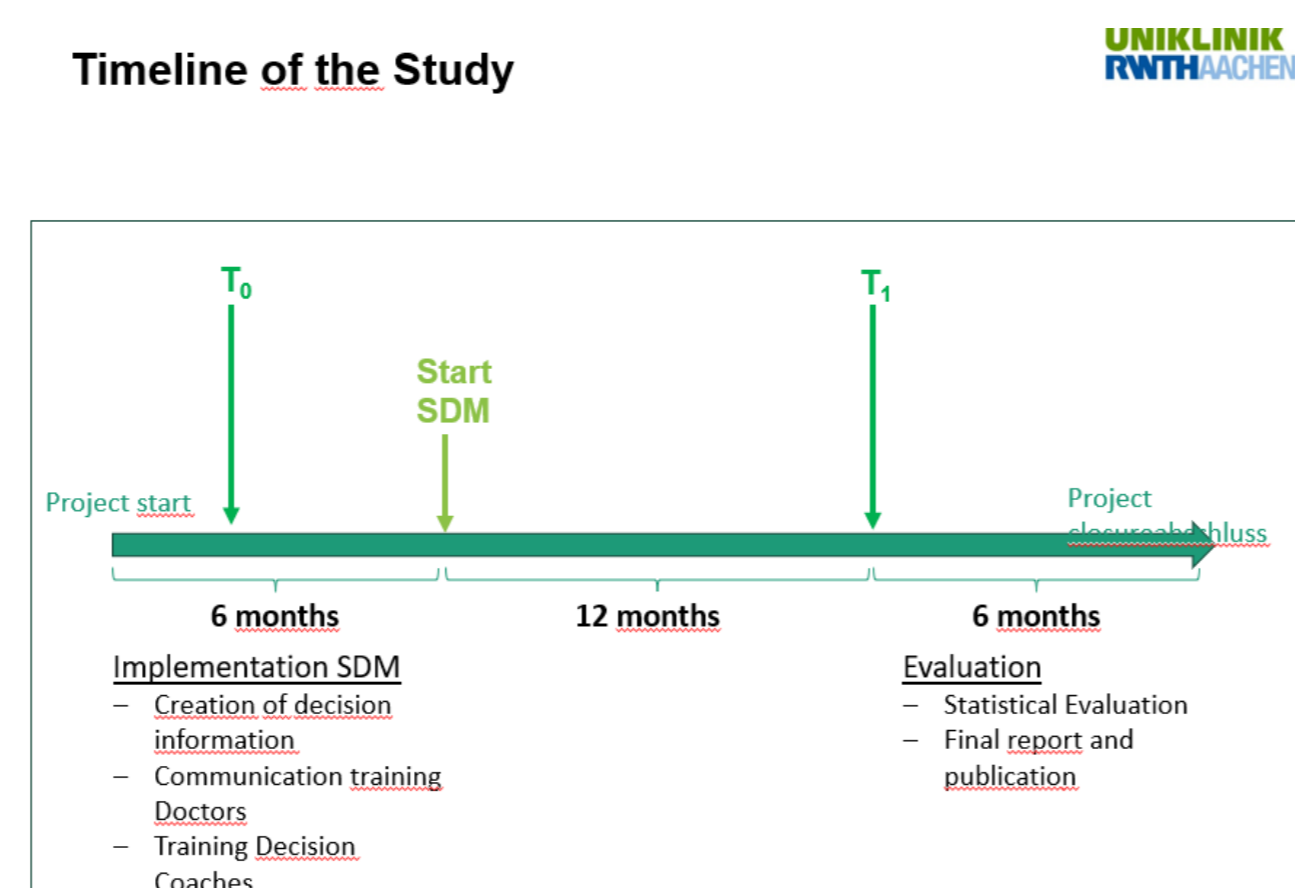 Timeline of the Study
UNIKLINIK
RWTHAACHEN
T₀
T₁
Start
SDM
Project start
Project
closureabschluss
6 months
12 months
6 months
Implementation SDM
– Creation of decision
information
– Communication training
Doctors
– Training Decision
Coaches
Evaluation
– Statistical Evaluation
– Final report and
publication